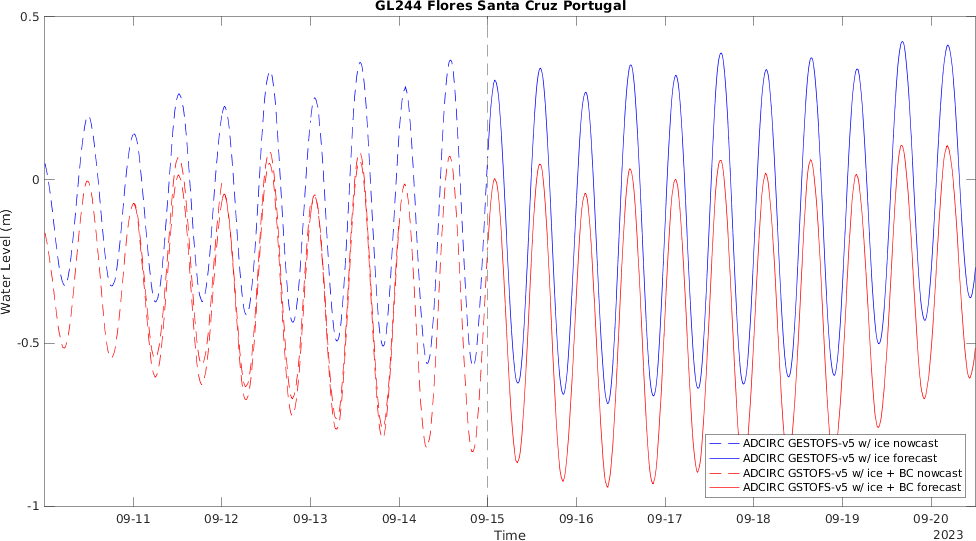 GL244 Flores Santa Cruz Portugal
0.5
0
-0.5
-1
Water Level (m)
ADCIRC GESTOFS-v5 w/ ice nowcast
ADCIRC GESTOFS-v5 w/ ice forecast
ADCIRC GSTOFS-v5 w/ ice + BC nowcast
ADCIRC GSTOFS-v5 w/ ice + BC forecast
09-11 09-12 09-13 09-14 09-15 09-16 09-17 09-18 09-19 09-20
Time
2023